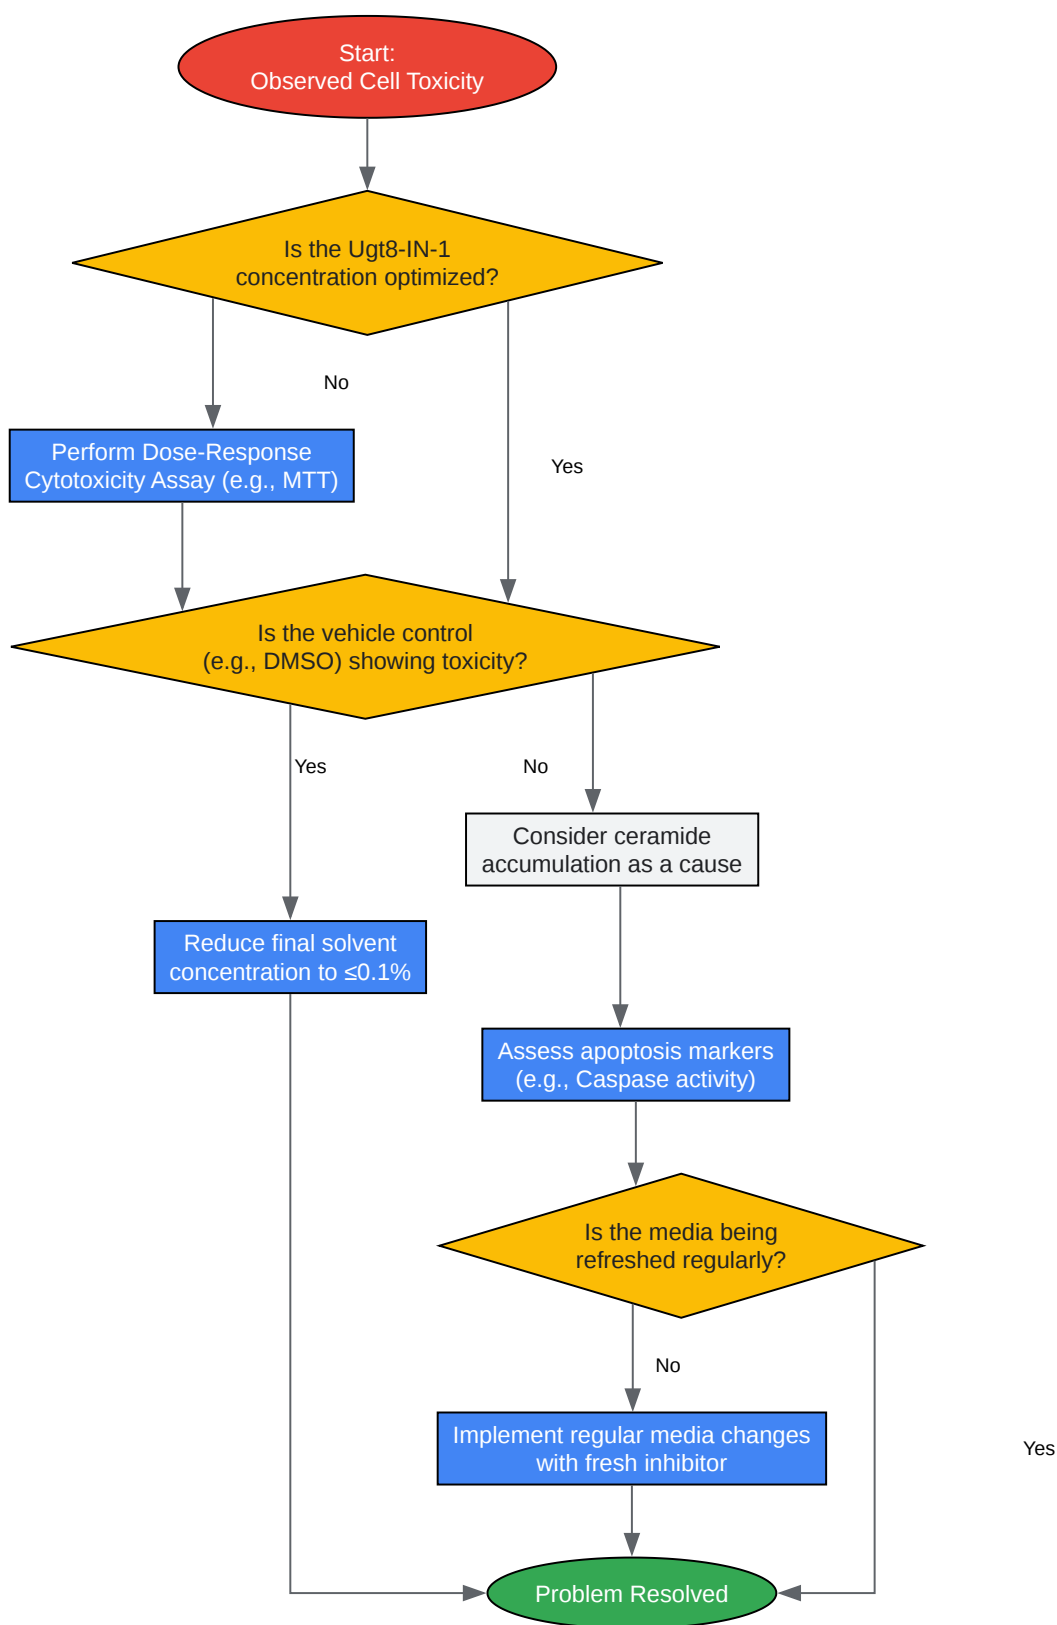 Start:
Observed Cell Toxicity
Is the Ugt8-IN-1
concentration optimized?
No
Perform Dose-Response
Cytotoxicity Assay (e.g., MTT)
Yes
Is the vehicle control
(e.g., DMSO) showing toxicity?
Yes
No
Consider ceramide
accumulation as a cause
Reduce final solvent
concentration to ≤0.1%
Assess apoptosis markers
(e.g., Caspase activity)
Is the media being
refreshed regularly?
No
Implement regular media changes
with fresh inhibitor
Yes
Problem Resolved